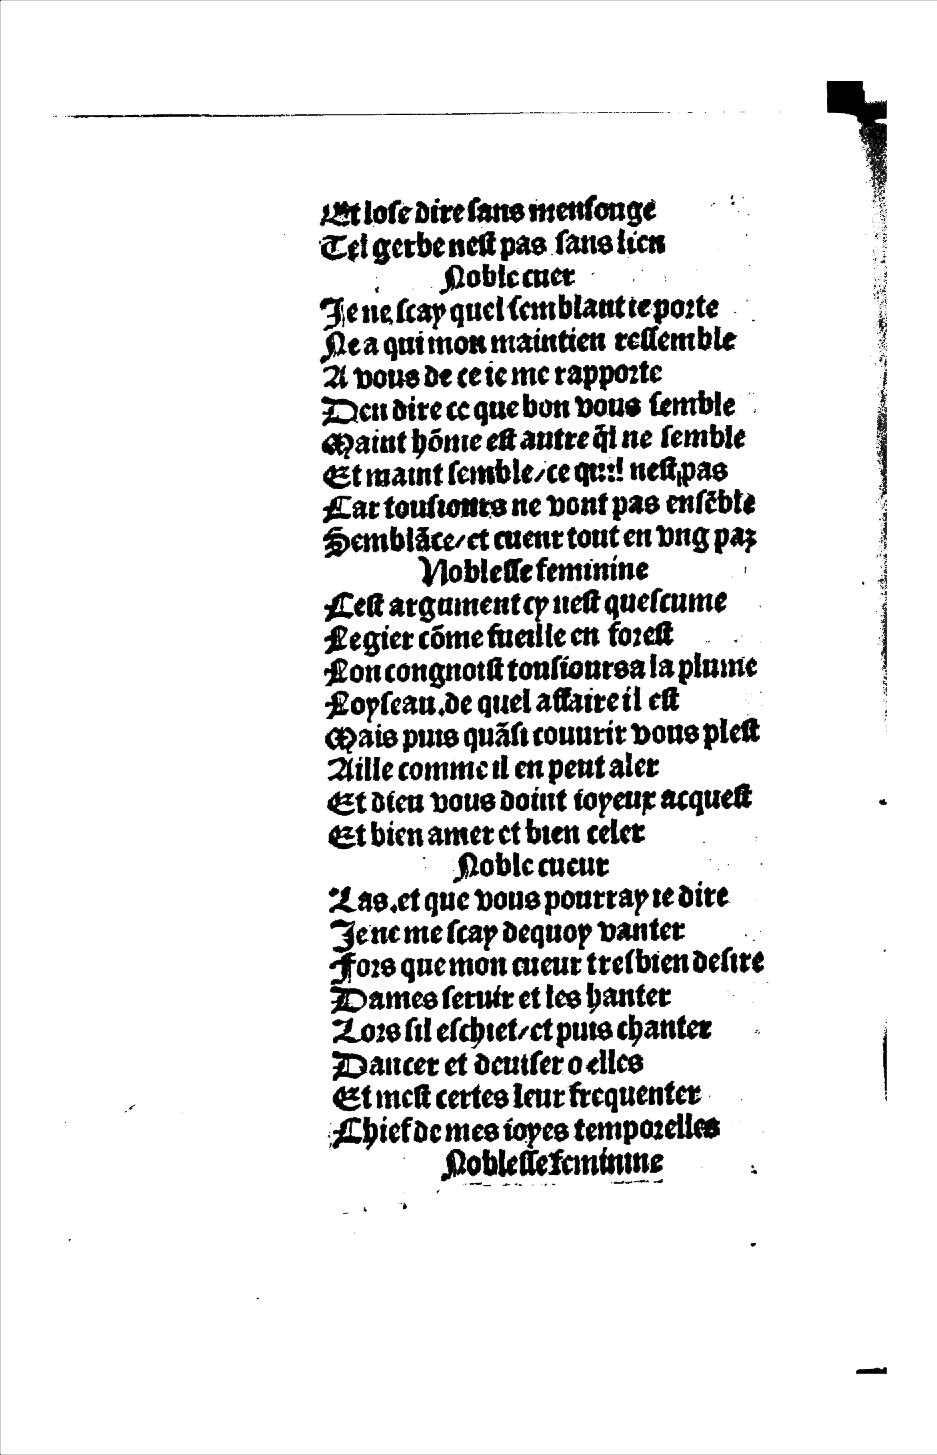 Et lose dire sans mensonge
Tel gerbe nest pas sans lien
Noble cuer
Je ne scay quel semblant ie porte
Ne a qui mon maintien ressemble
A vous de ce ie me rapporte
Den dire ce que bon vous semble
Maint hõme est autre q̃l ne semble
Et maint semble/ce quil nest pas
Car tousiours ne vont pas ensẽble
Semblãce/et cueur tout en vng pas
Noblesse feminine
Cest argument cy nest quescume
Legier cõme fueille en forest
Lon congnoist tousiours a la plume
Loyseau.de quel affaire il est
Mais puis quãsi couurir vous plest
Aille comme il en peut aler
Et dieu vous doint ioyeux acquest
Et bien amer et bien celer
Noble cueur
Las.et que vous pourray ie dire
Je ne me scay dequoy vanter
Fors que mon cueur tresbien desire
Dames seruir et les hanter
Lors sil eschiet/et puis chanter
Dancer et deuiser o elles
Et mest certes leur frequenter
Chief de mes ioyes temporelles
Noblesse feminine